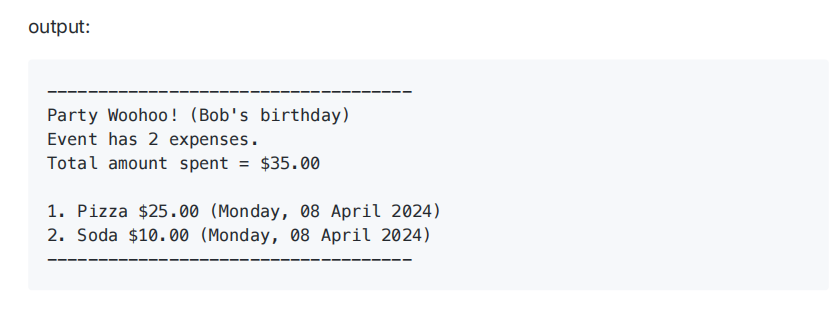 output:
------------------------------------
Party Woohoo! (Bob's birthday)
Event has 2 expenses.
Total amount spent = $35.00
1. Pizza $25.00 (Monday, 08 April 2024)
2. Soda $10.00 (Monday, 08 April 2024)
------------------------------------